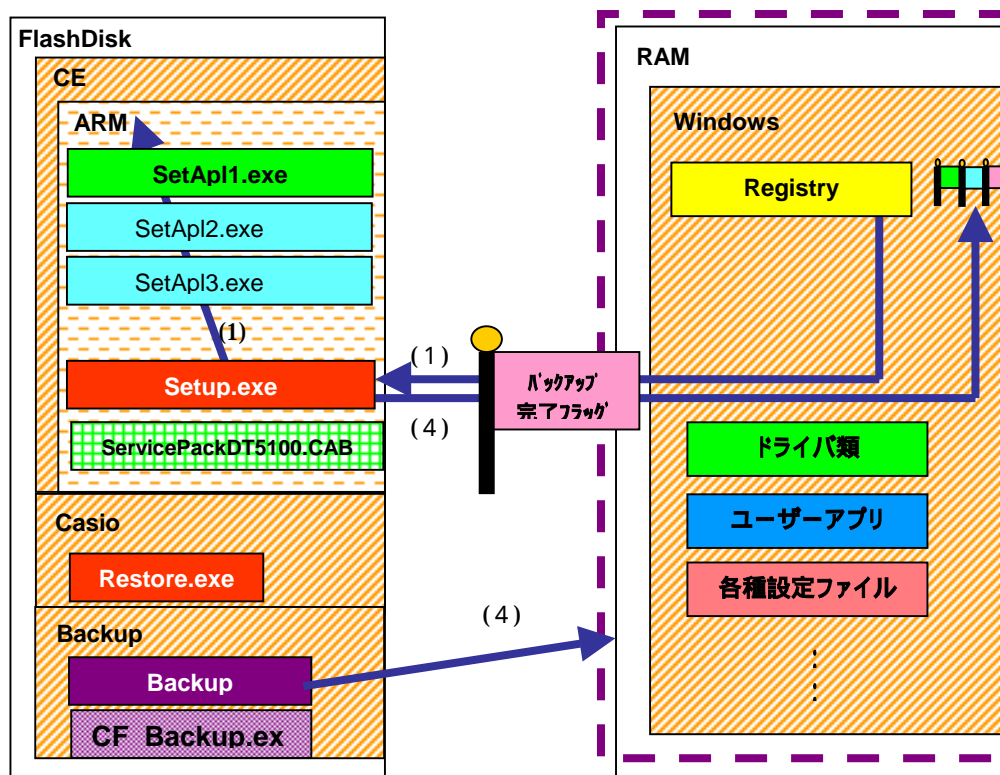 FlashDisk
CE
ARM
SetApl1.exe
SetApl2.exe
SetApl3.exe
(1)
Setup.exe
ServicePackDT5100.CAB
Casio
Restore.exe
Backup
Backup
CF Backup.ex
(1)
(4)
ﾊﾞｯｸアップ
完了フラｯｸﾞ
(4)
RAM
Windows
Registry
ドライバ類
ユーザーアプリ
各種設定ファイル